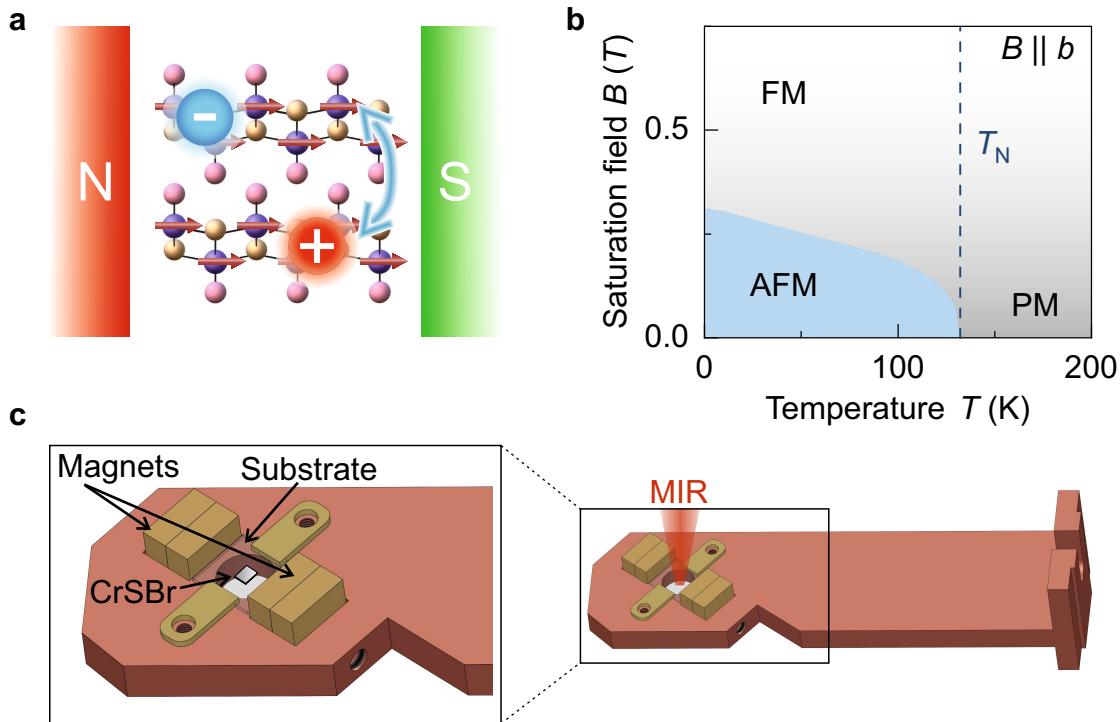 a
N
-
+
S
b
B || b
FM
T_N
AFM
PM
Saturation field B (T)
0.5
0.0
0
100
200
Temperature T (K)
c
Magnets
Substrate
CrSBr
MIR